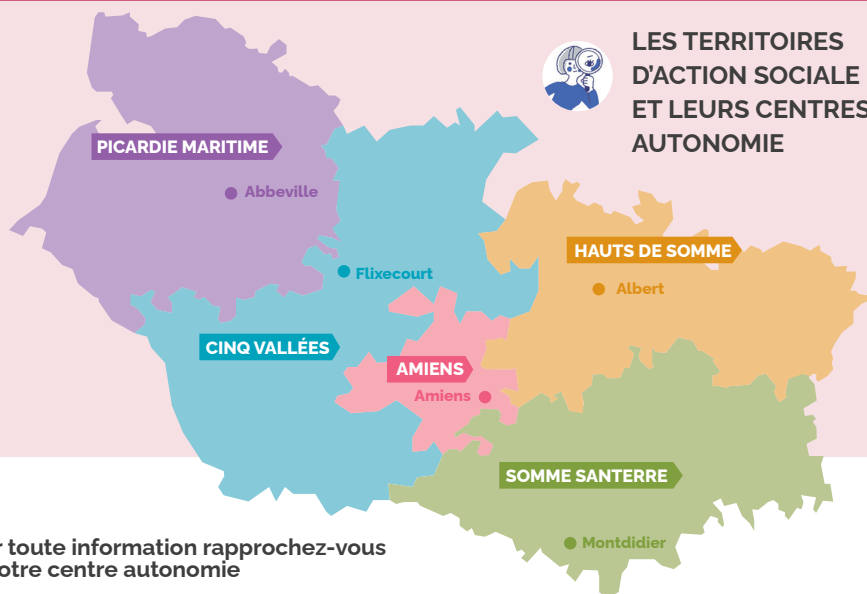 LES TERRITOIRES
D'ACTION SOCIALE
ET LEURS CENTRES
AUTONOMIE
PICARDIE MARITIME
Abbeville
HAUTS DE SOMME
Flixecourt
Albert
CINQ VALLÉES
AMIENS
Amiens
SOMME SANTERRE
Montdidier
r toute information rapprochez-vous
otre centre autonomie